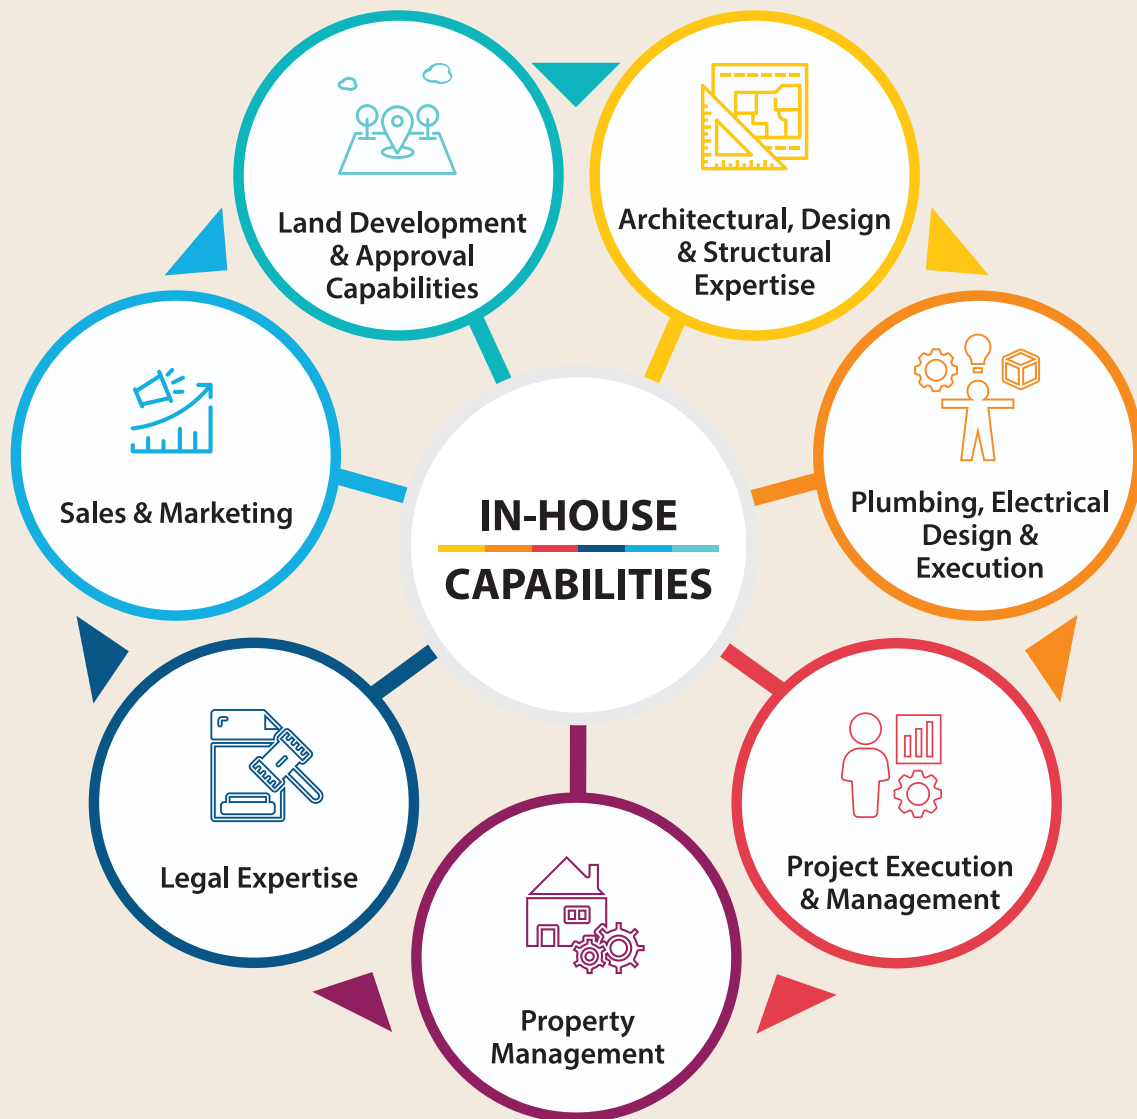 Land Development
& Approval
Capabilities
Architectural, Design
& Structural
Expertise
Sales & Marketing
IN-HOUSE
CAPABILITIES
Plumbing, Electrical
Design &
Execution
Legal Expertise
Project Execution
& Management
Property
Management